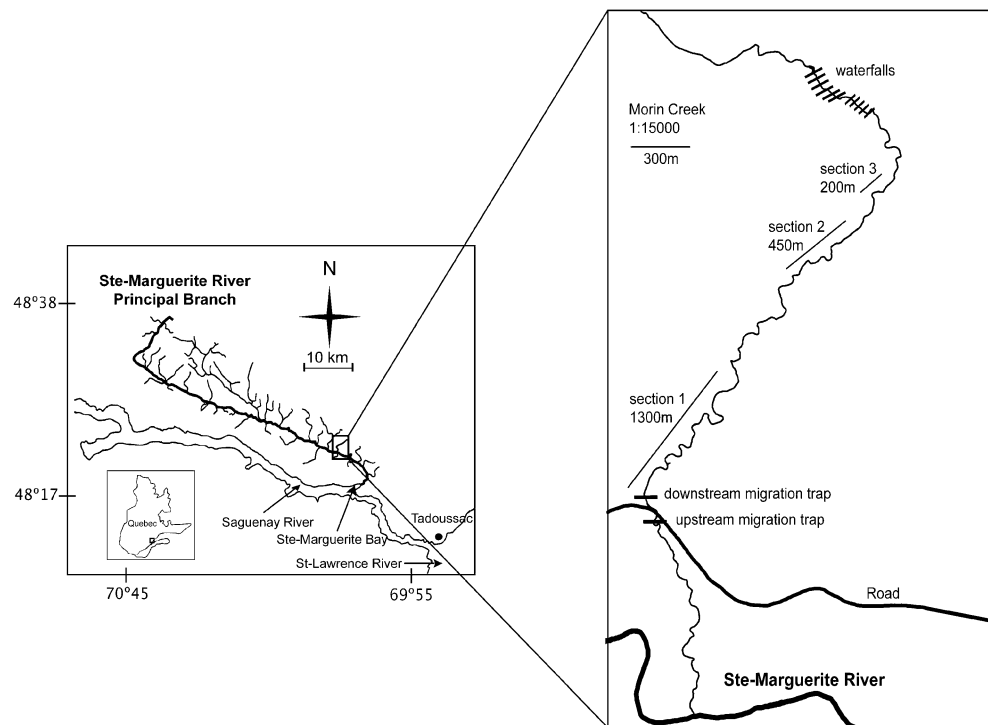 Ste-Marguerite River
Principal Branch
48°38
N
10 km
48°17
Quebec
Saguenay River
Ste-Marguerite Bay
Tadoussac
St-Lawrence River
70°45
69°55
waterfalls
Morin Creek
1:15000
300m
section 3
200m
section 2
450m
section 1
1300m
downstream migration trap
upstream migration trap
Road
Ste-Marguerite River